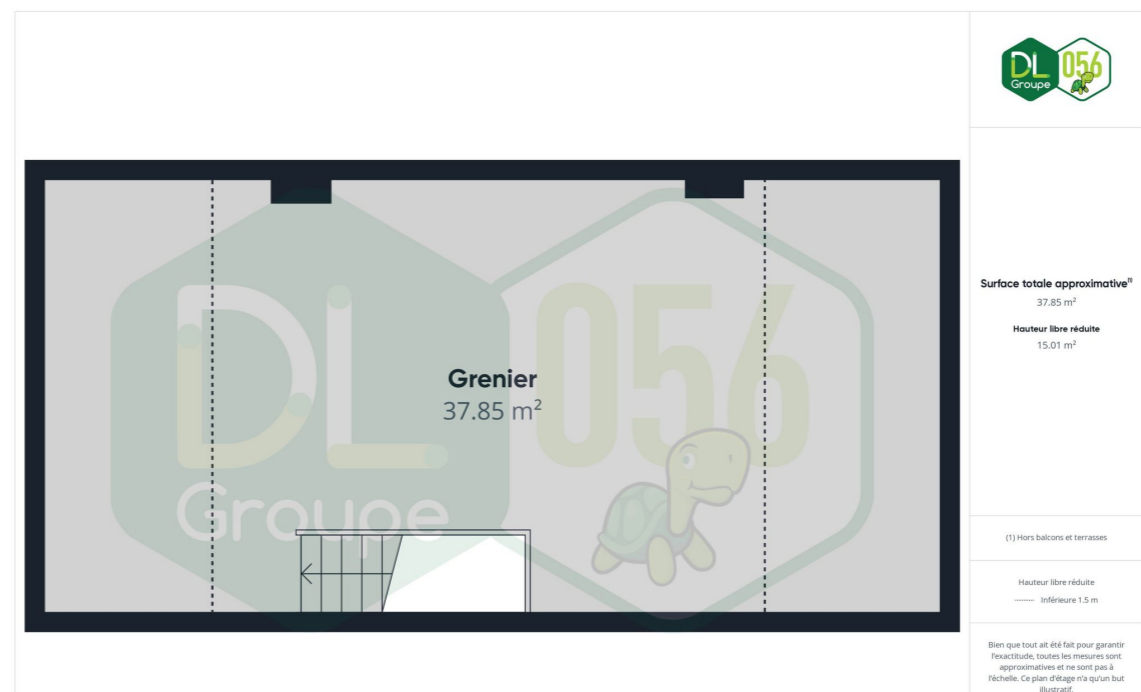 DL
Groupe
056
Grenier
37.85 m²
DL
Groupe
056
Surface totale approximative⁽¹⁾
37.85 m²
Hauteur libre réduite
15.01 m²
(1) Hors balcons et terrasses
Hauteur libre réduite
Inférieure 1.5 m
Bien que tout ait été fait pour garantir
l'exactitude, toutes les mesures sont
approximatives et ne sont pas à
l'échelle. Ce plan d'étage n'a qu'un but
illustratif.